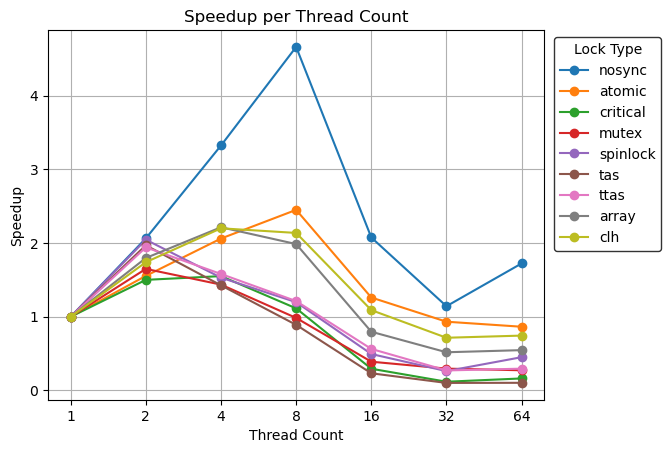 Speedup per Thread Count
Speedup
4
3
2
1
0
1 2 4 8 16 32 64
Thread Count
Lock Type
nosync
atomic
critical
mutex
spinlock
tas
ttas
array
clh